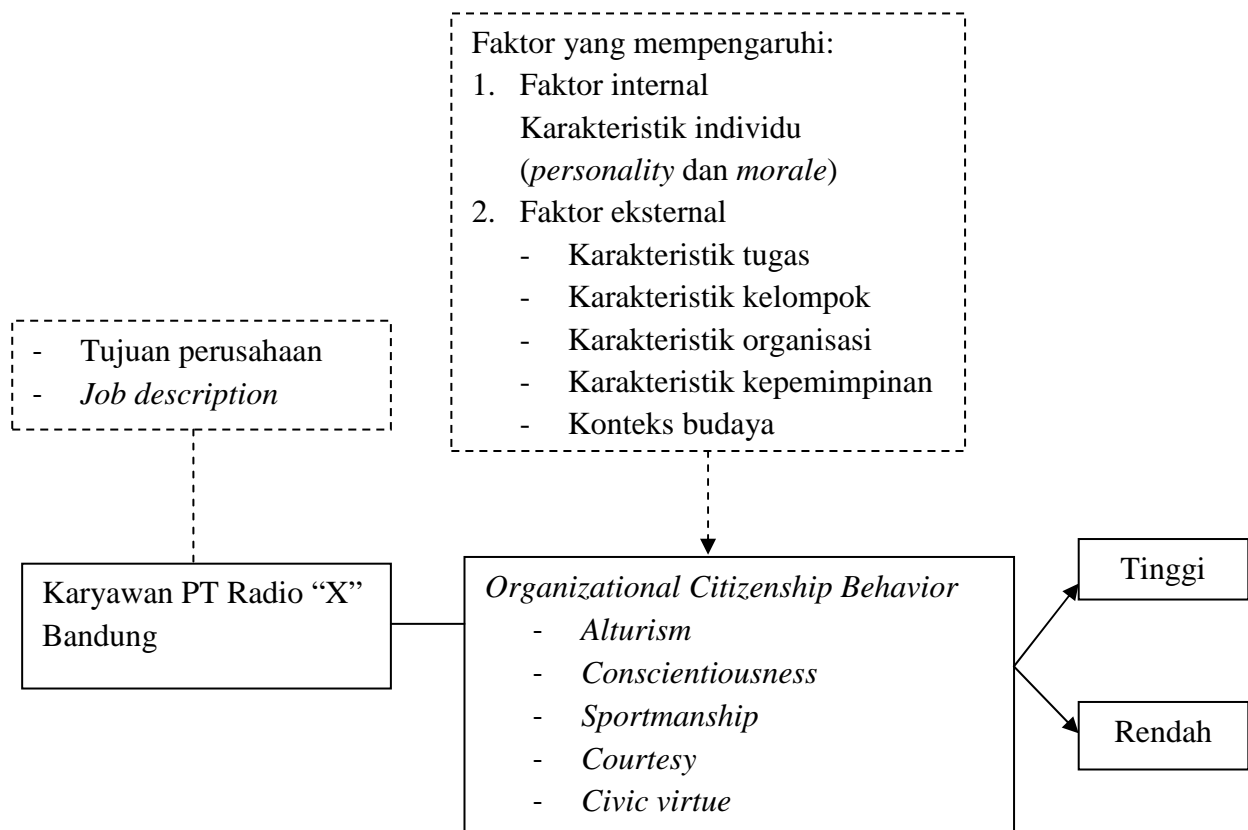 Faktor yang mempengaruhi:
1. Faktor internal
Karakteristik individu
(personality dan morale)
2. Faktor eksternal
- Karakteristik tugas
- Karakteristik kelompok
- Karakteristik organisasi
- Karakteristik kepemimpinan
- Konteks budaya
- Tujuan perusahaan
- Job description
Karyawan PT Radio “X”
Bandung
Organizational Citizenship Behavior
- Alturism
- Conscientiousness
- Sportmanship
- Courtesy
- Civic virtue
Tinggi
Rendah